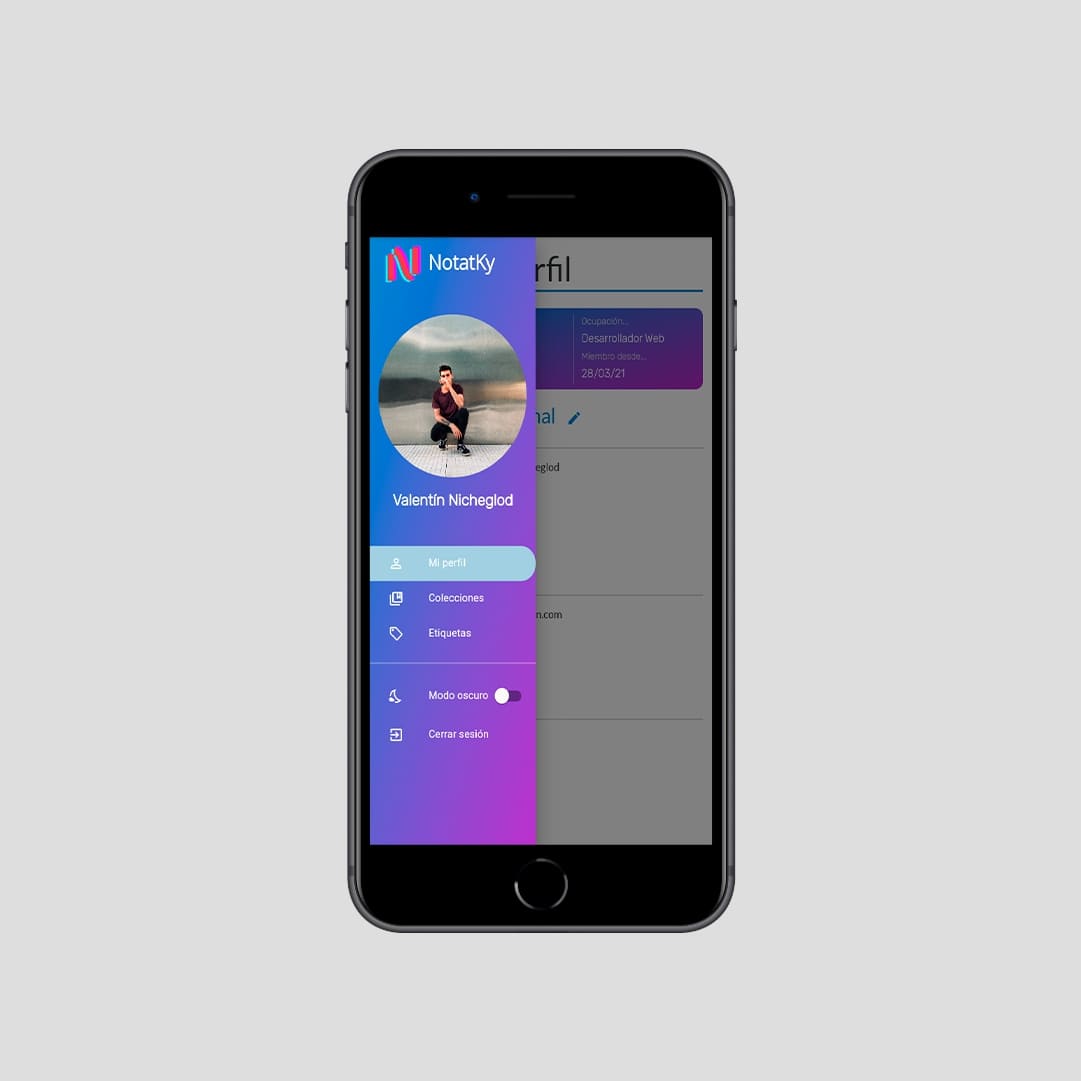 NotatKy
Valentín Nicheglod
Mi perfil
Colecciones
Etiquetas
Modo oscuro
Cerrar sesión
rfil
Ocupación...
Desarrollador Web
Miembro desde...
28/03/21
nal
eglod
n.com